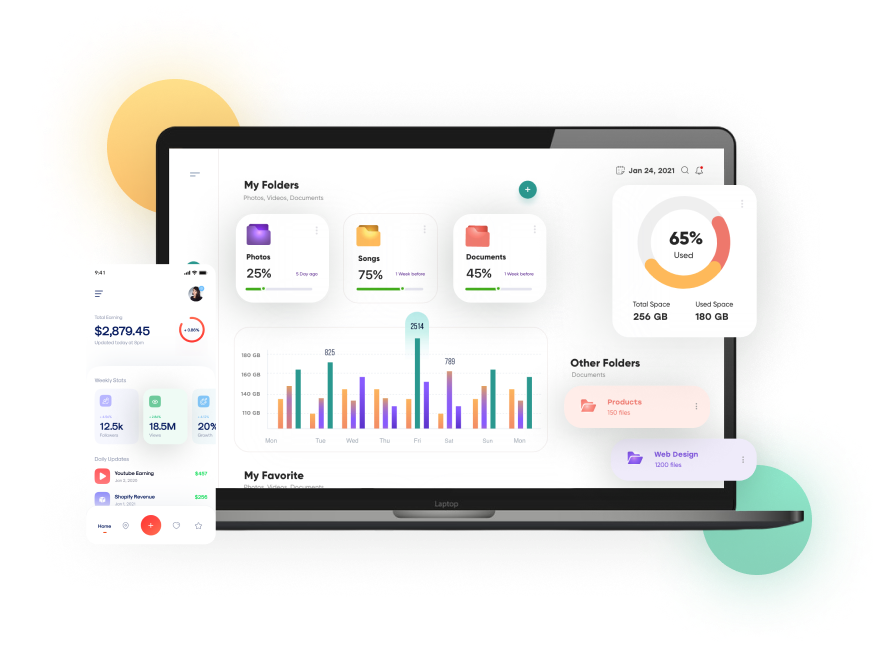 Jan 24, 2021
My Folders
Photos, Videos, Documents
+
Photos
25%
5 Day ago
Songs
75%
1 Week before
Documents
45%
1 Week before
65%
Used
Total Space
256 GB
Used Space
180 GB
2514
825
789
180 GB
160 GB
140 GB
110 GB
Mon
Tue
Wed
Thu
Fri
Sat
Sun
Mon
Other Folders
Documents
Products
150 files
Web Design
1200 files
My Favorite
Photos, Videos, Documents
Laptop
9:41
Total Earning
$2,879.45
Updated today at 9pm
+ 0.86%
Weekly Stats
12.5k
Followers
18.5M
Views
20%
Growth
Daily Updates
Youtube Earning
Jan 2, 2020
$457
Shopify Revenue
$256
Home
+